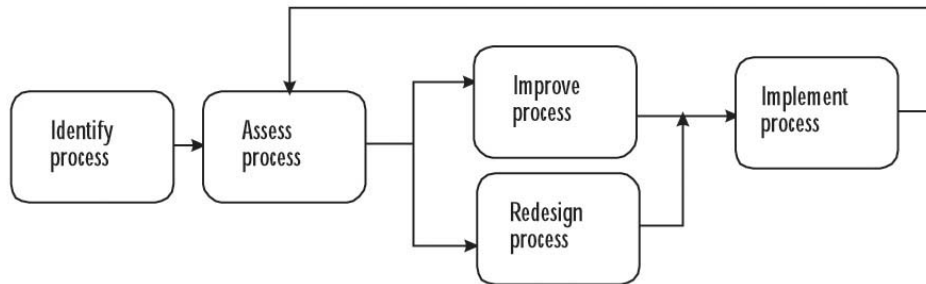 Identify
process
Assess
process
Improve
process
Redesign
process
Implement
process